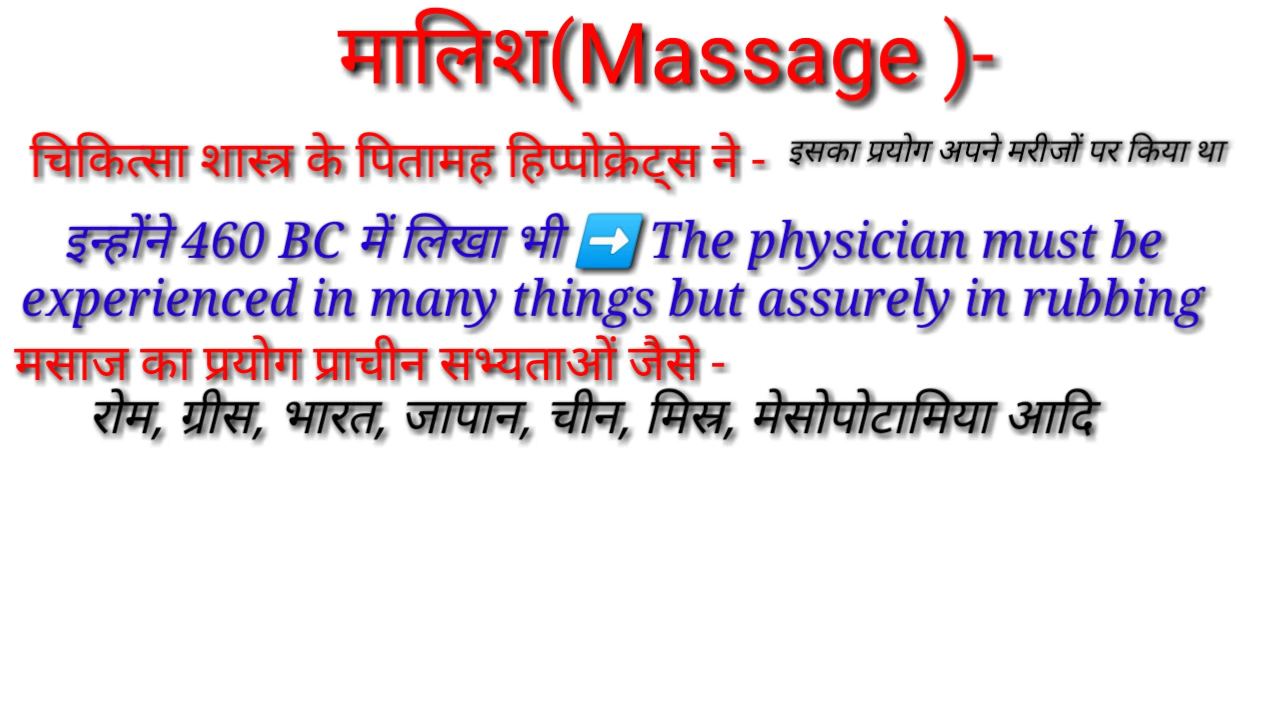 मालिश(Massage )-
चिकित्सा शास्त्र के पितामह हिप्पोक्रेट्स ने - इसका प्रयोग अपने मरीजों पर किया था
इन्होंने 460 BC में लिखा भी ➡ The physician must be
experienced in many things but assurely in rubbing
मसाज का प्रयोग प्राचीन सभ्यताओं जैसे -
रोम, ग्रीस, भारत, जापान, चीन, मिस्र, मेसोपोटामिया आदि